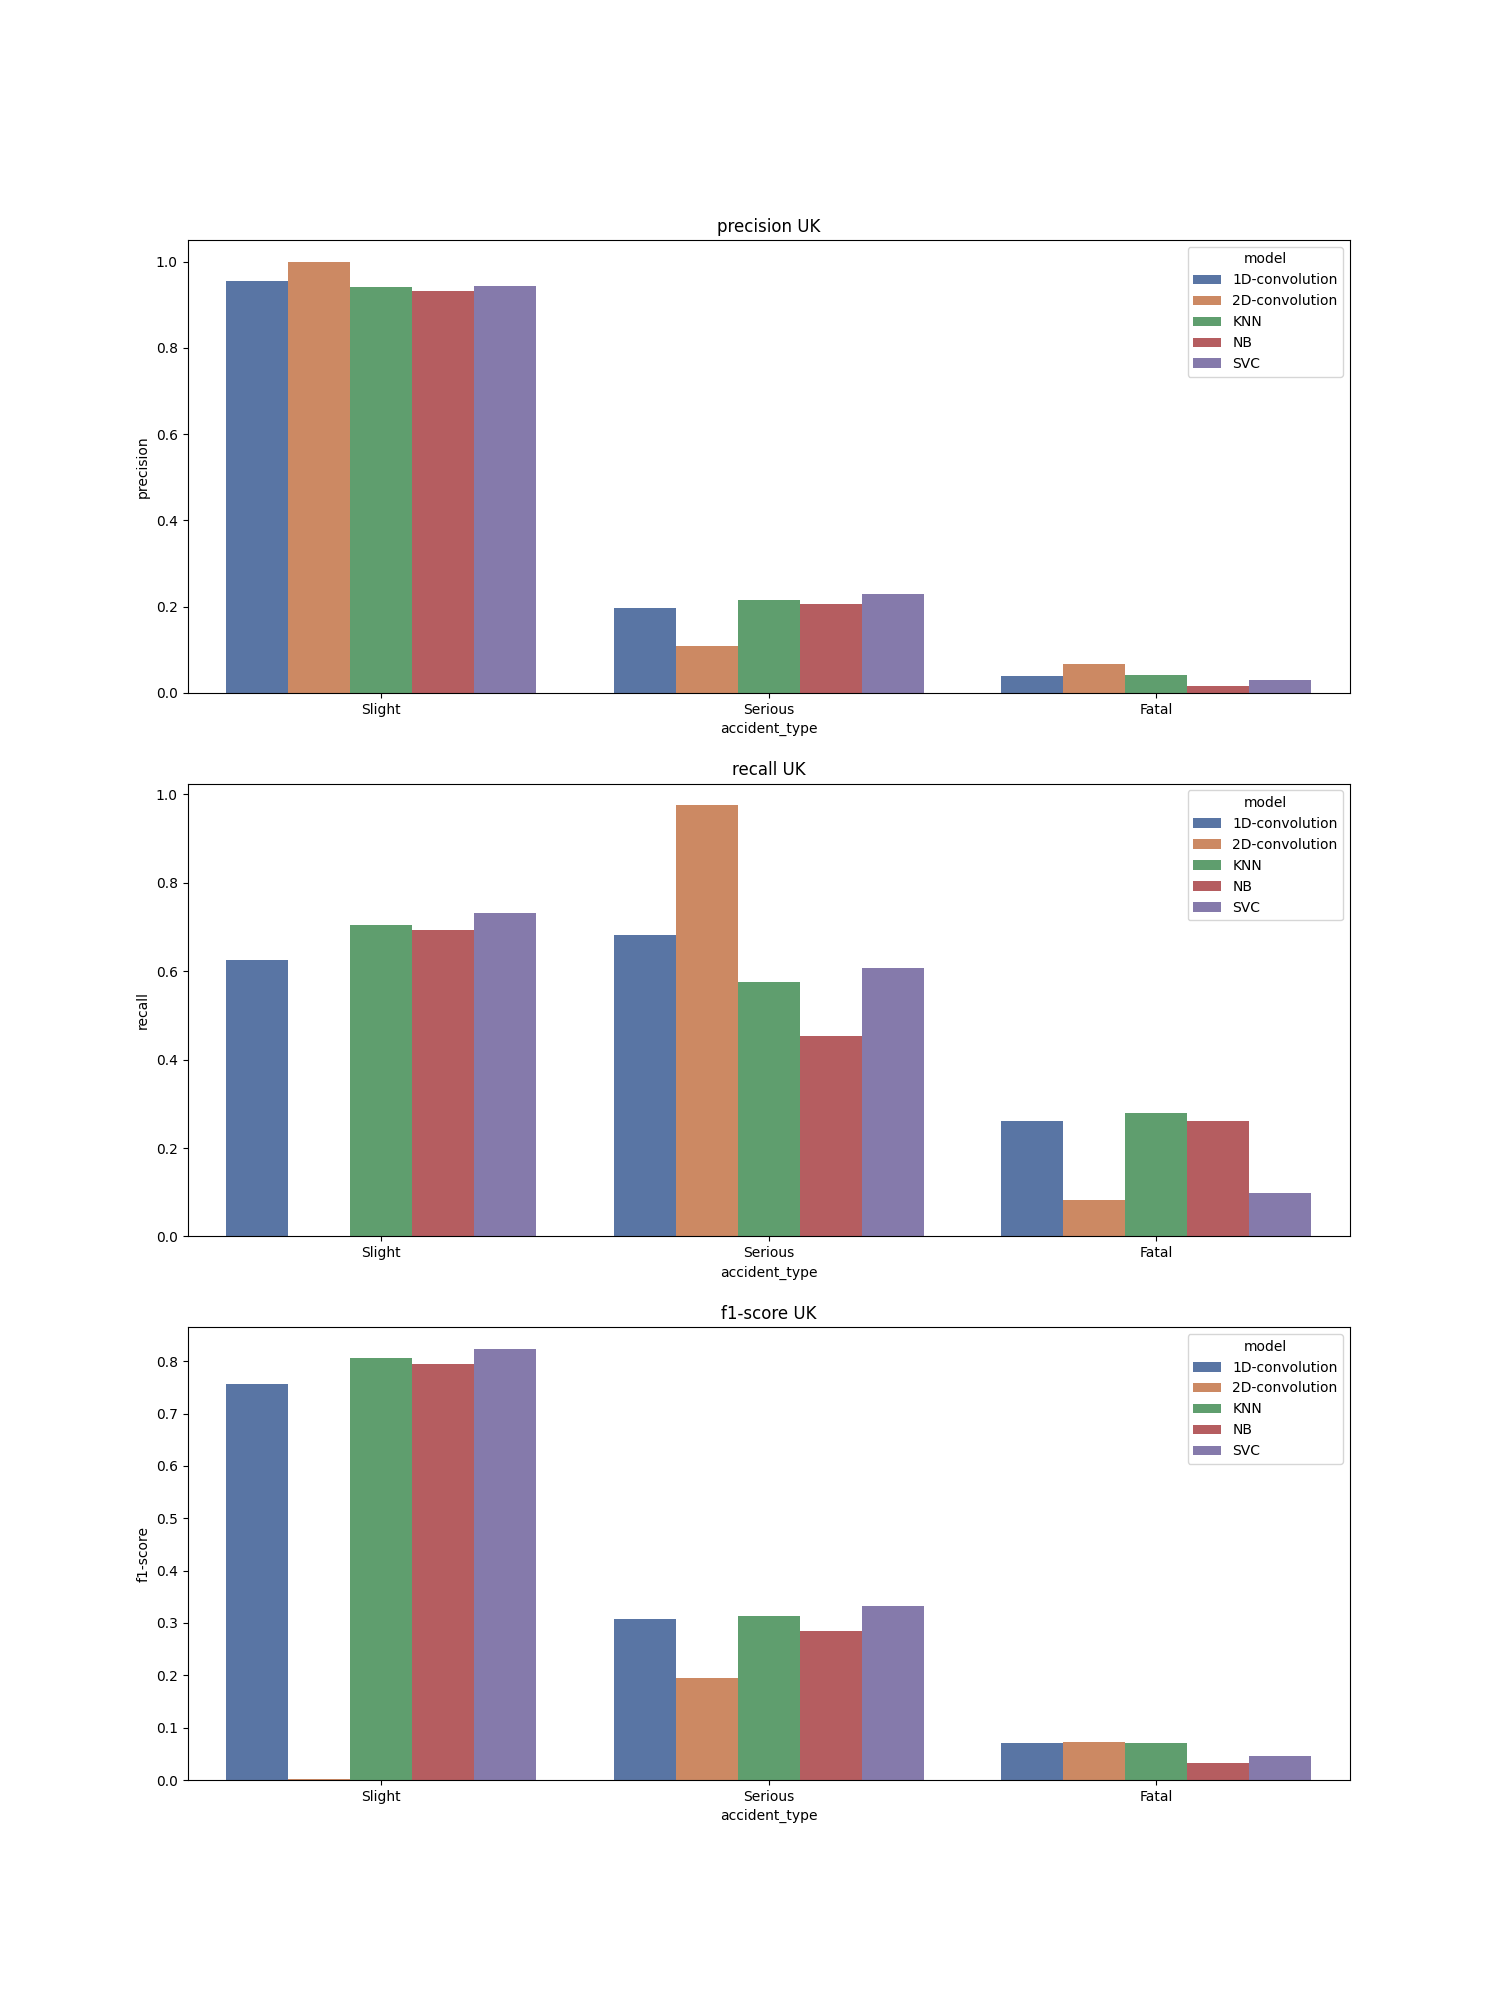 precision UK
model
1D-convolution
2D-convolution
KNN
NB
SVC
1.0
0.8
0.6
0.4
0.2
0.0
precision
Slight Serious Fatal
accident_type
recall UK
model
1D-convolution
2D-convolution
KNN
NB
SVC
1.0
0.8
0.6
0.4
0.2
0.0
recall
Slight Serious Fatal
accident_type
f1-score UK
model
1D-convolution
2D-convolution
KNN
NB
SVC
0.8
0.7
0.6
0.5
0.4
0.3
0.2
0.1
0.0
f1-score
Slight Serious Fatal
accident_type